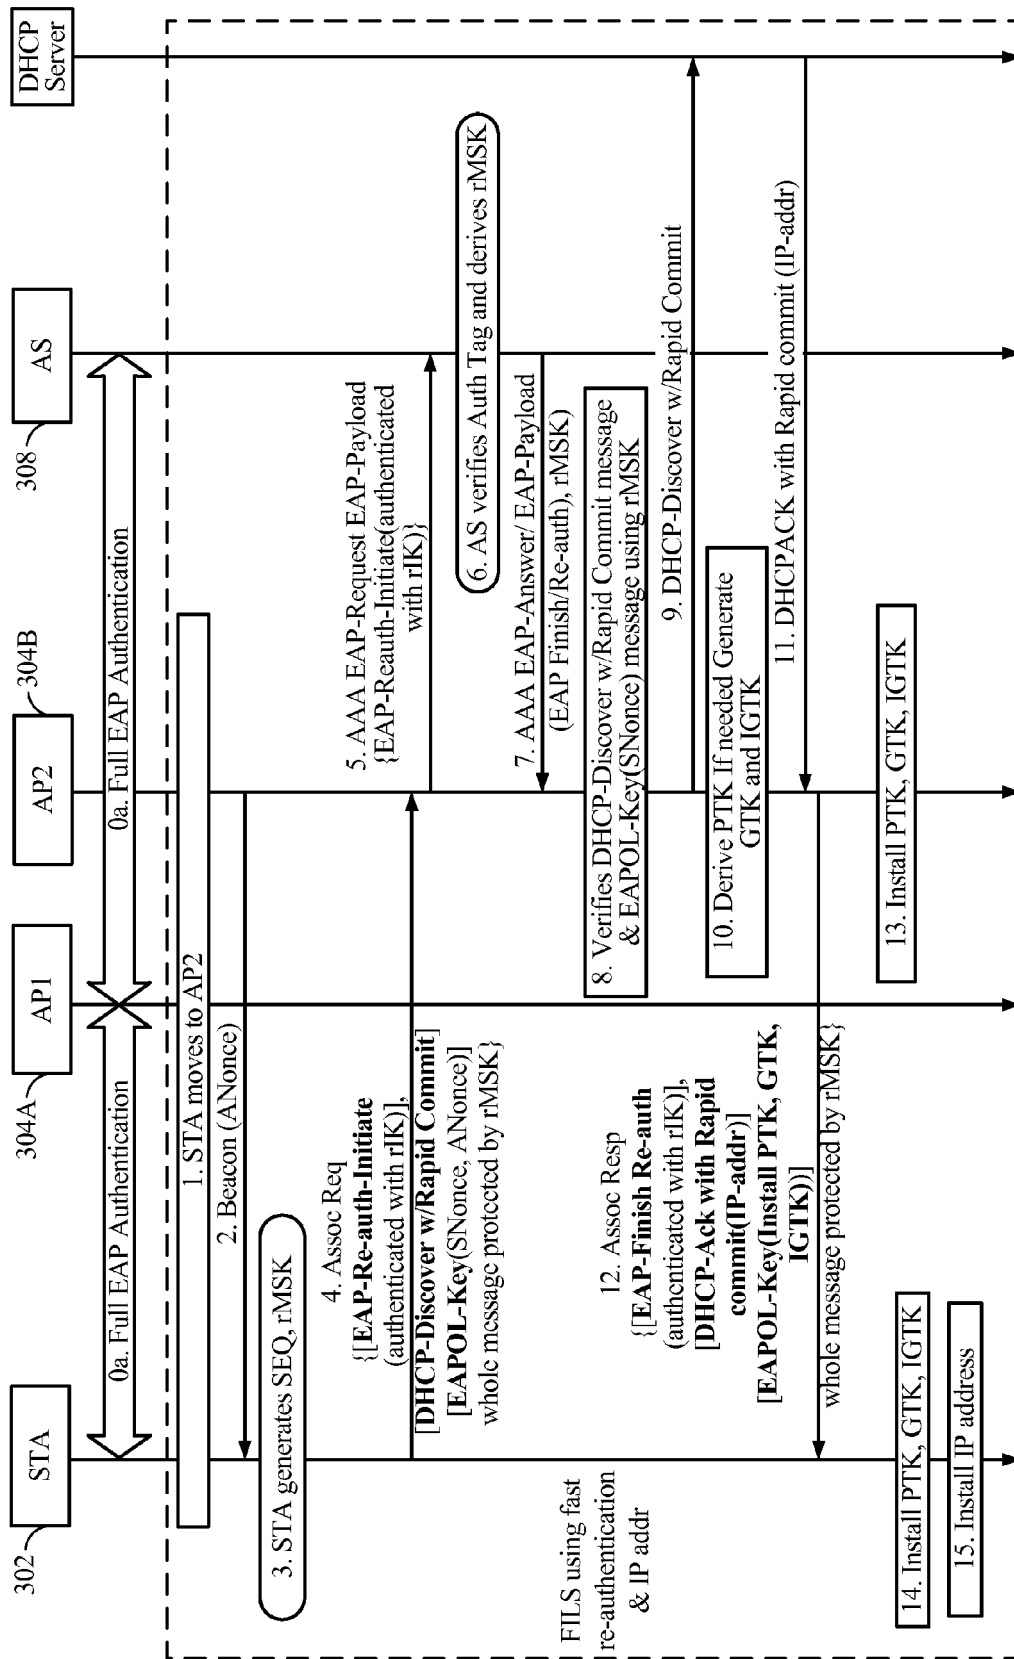 302
STA
304A
AP1
AP2
304B
308
AS
DHCP
Server
0a. Full EAP Authentication
0a. Full EAP Authentication
1. STA moves to AP2
2. Beacon (ANonce)
3. STA generates SEQ, rMSK
4. Assoc Req
{[EAP-Re-auth-Initiate
(authenticated with rIK)],
[DHCP-Discover w/Rapid Commit]
[EAPOL-Key(SNonce, ANonce)]
whole message protected by rMSK}
5. AAA EAP-Request EAP-Payload
{EAP-Reauth-Initiate(authenticated
with rIK)}
6. AS verifies Auth Tag and derives rMSK
7. AAA EAP-Answer/ EAP-Payload
(EAP Finish/Re-auth), rMSK)
8. Verifies DHCP-Discover w/Rapid Commit message
& EAPOL-Key(SNonce) message using rMSK
9. DHCP-Discover w/Rapid Commit
10. Derive PTK If needed Generate
GTK and IGTK
11. DHCPACK with Rapid commit (IP-addr)
FILS using fast
re-authentication
& IP addr
12. Assoc Resp
{[EAP-Finish Re-auth
(authenticated with rIK)],
[DHCP-Ack with Rapid
commit(IP-addr)]
[EAPOL-Key(Install PTK, GTK,
IGTK))]
whole message protected by rMSK}
13. Install PTK, GTK, IGTK
14. Install PTK, GTK, IGTK
15. Install IP address